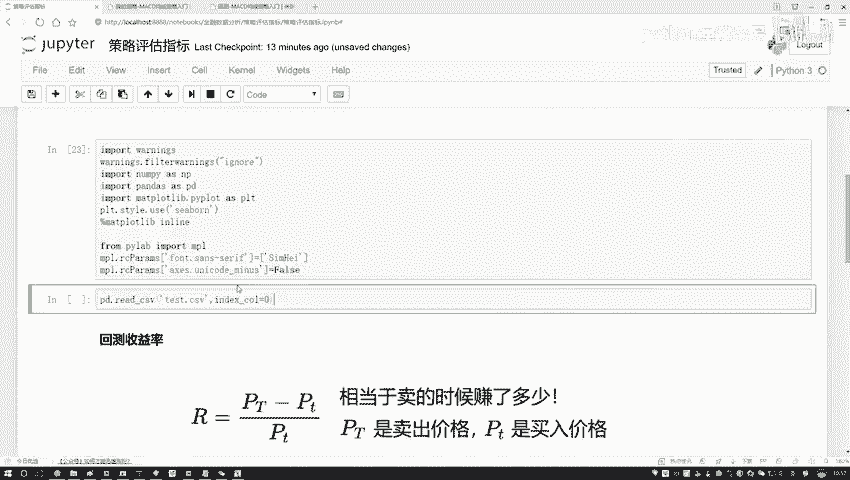 策略评估指标
http://localhost:8888/notebooks/金融数据分析/策略评估指标/策略评估指标.ipynb#
jupyter 策略评估指标 Last Checkpoint: 13 minutes ago (unsaved changes)
Logout
File Edit View Insert Cell Kernel Widgets Help
Trusted
Python 3
Code
In [23]:
import warnings
warnings.filterwarnings("ignore")
import numpy as np
import pandas as pd
import matplotlib.pyplot as plt
plt.style.use('seaborn')
%matplotlib inline
from pylab import mpl
mpl.rcParams['font.sans-serif']=['SimHei']
mpl.rcParams['axes.unicode_minus']=False
In [ ]:
pd.read_csv('test.csv',index_col=0)
回测收益率
R = (P_T − P_t) / P_t
相当于卖的时候赚了多少!
P_T 是卖出价格, P_t 是买入价格